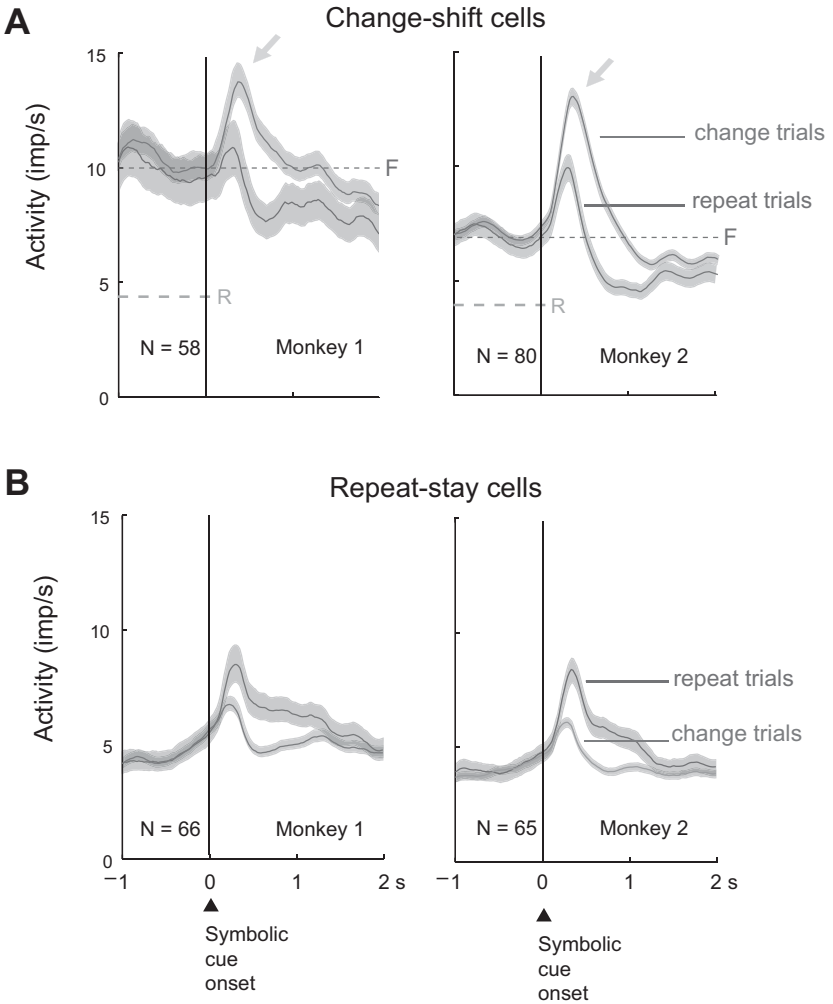 A
Change-shift cells
15
10
5
0
Activity (imp/s)
F
R
N = 58
Monkey 1
change trials
repeat trials
F
R
N = 80
Monkey 2
B
Repeat-stay cells
15
10
5
0
Activity (imp/s)
N = 66
Monkey 1
repeat trials
change trials
N = 65
Monkey 2
−1 0 1 2 s
−1 0 1 2 s
Symbolic
cue
onset
Symbolic
cue
onset